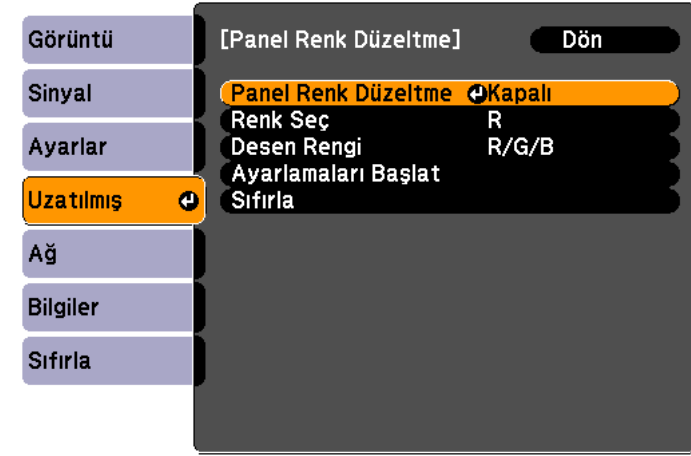 Görüntü
Sinyal
Ayarlar
Uzatılmış
Ağ
Bilgiler
Sıfırla
[Panel Renk Düzeltme] Dön
Panel Renk Düzeltme Kapalı
Renk Seç R
Desen Rengi R/G/B
Ayarlamaları Başlat
Sıfırla